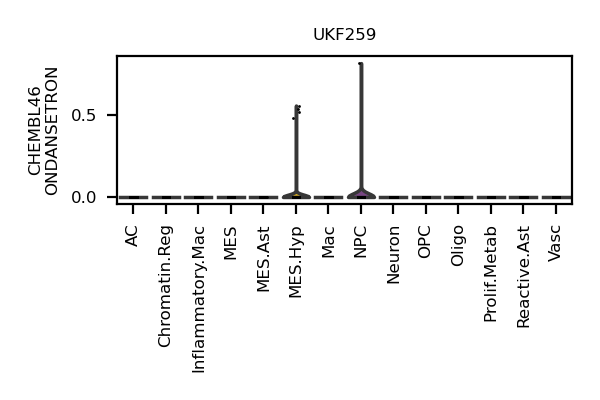 UKF259
CHEMBL46
ONDANSETRON
0.5
0.0
AC
Chromatin.Reg
Inflammatory.Mac
MES
MES.Ast
MES.Hyp
Mac
NPC
Neuron
OPC
Oligo
Prolif.Metab
Reactive.Ast
Vasc